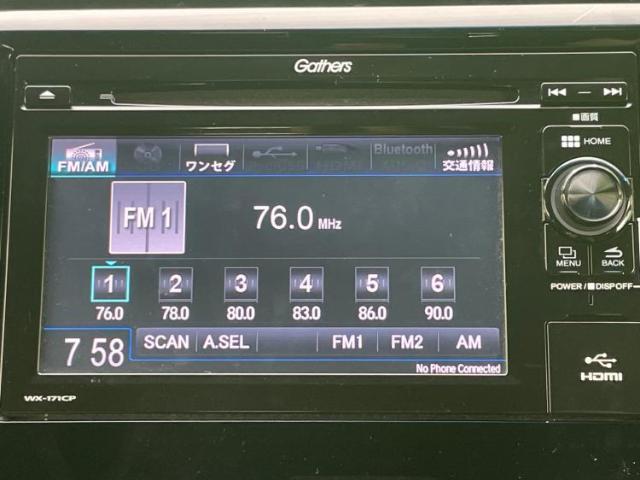 Gathers
画質
HOME
FM/AM
ワンセグ
Bluetooth
交通情報
FM 1
76.0 MHz
1 2 3 4 5 6
76.0 78.0 80.0 83.0 86.0 90.0
MENU
BACK
POWER / DISP OFF
7 58
SCAN A.SEL FM1 FM2 AM
No Phone Connected
HDMI
WX-171CP